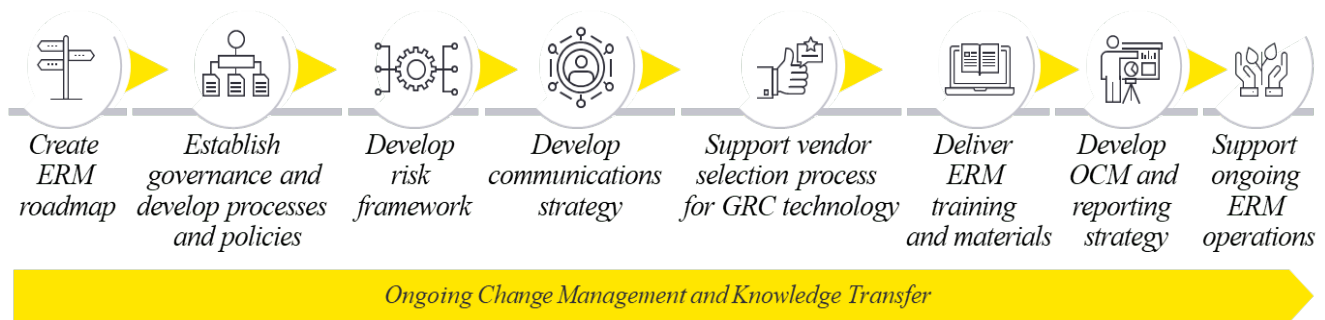 Create
ERM
roadmap
Establish
governance and
develop processes
and policies
Develop
risk
framework
Develop
communications
strategy
Support vendor
selection process
for GRC technology
Deliver
ERM
training
and materials
Develop
OCM and
reporting
strategy
Support
ongoing
ERM
operations
Ongoing Change Management and Knowledge Transfer